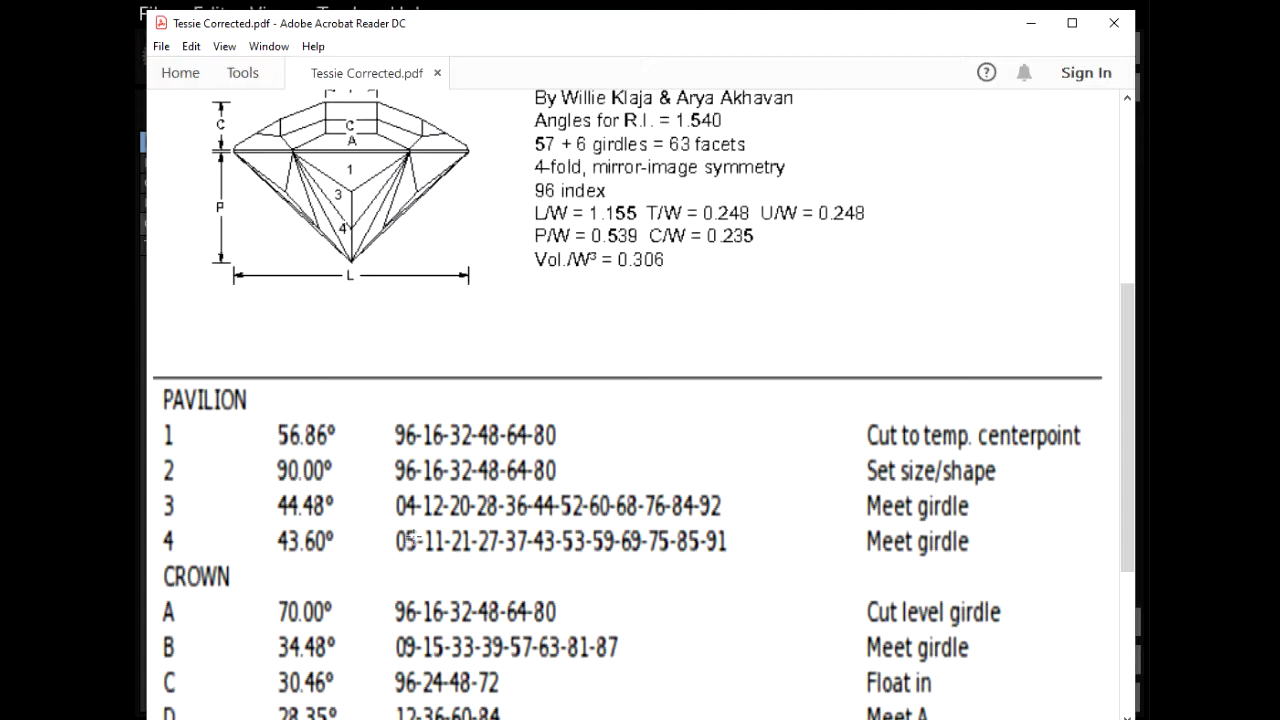 Tessie Corrected.pdf - Adobe Acrobat Reader DC
File Edit View Window Help
Home Tools Tessie Corrected.pdf × ? Sign In
C
C
A
1
P
3
4
L
By Willie Klaja & Arya Akhavan
Angles for R.I. = 1.540
57 + 6 girdles = 63 facets
4-fold, mirror-image symmetry
96 index
L/W = 1.155 T/W = 0.248 U/W = 0.248
P/W = 0.539 C/W = 0.235
Vol./W³ = 0.306
PAVILION
1 56.86° 96-16-32-48-64-80 Cut to temp. centerpoint
2 90.00° 96-16-32-48-64-80 Set size/shape
3 44.48° 04-12-20-28-36-44-52-60-68-76-84-92 Meet girdle
4 43.60° 05-11-21-27-37-43-53-59-69-75-85-91 Meet girdle
CROWN
A 70.00° 96-16-32-48-64-80 Cut level girdle
B 34.48° 09-15-33-39-57-63-81-87 Meet girdle
C 30.46° 96-24-48-72 Float in
D 28.35° 12-36-60-84 Meet A